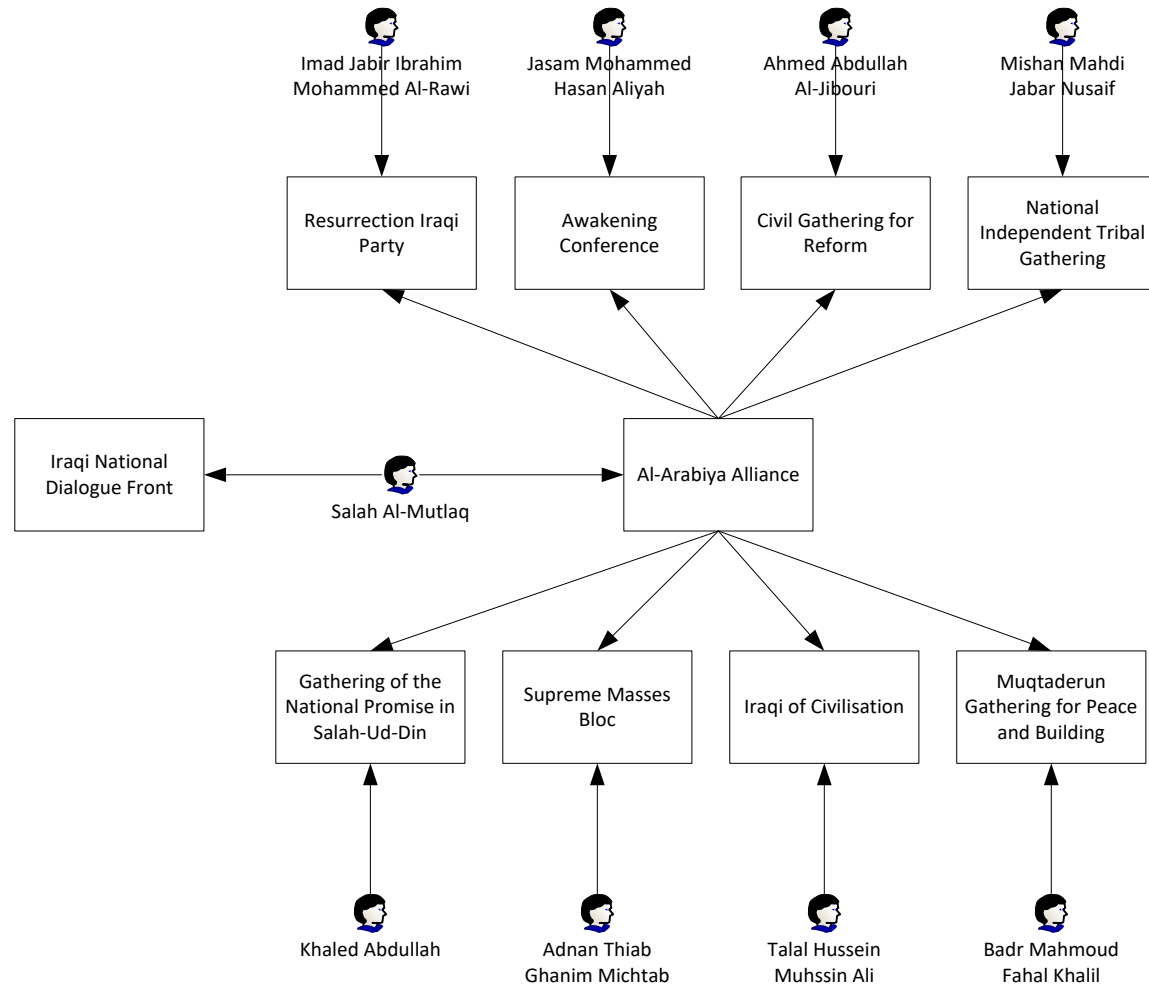 Imad Jabir Ibrahim
Mohammed Al-Rawi
Jasam Mohammed
Hasan Aliyah
Ahmed Abdullah
Al-Jibouri
Mishan Mahdi
Jabar Nusaif
Resurrection Iraqi
Party
Awakening
Conference
Civil Gathering for
Reform
National
Independent Tribal
Gathering
Iraqi National
Dialogue Front
Salah Al-Mutlaq
Al-Arabiya Alliance
Gathering of the
National Promise in
Salah-Ud-Din
Supreme Masses
Bloc
Iraqi of Civilisation
Muqtaderun
Gathering for Peace
and Building
Khaled Abdullah
Adnan Thiab
Ghanim Michtab
Talal Hussein
Muhssin Ali
Badr Mahmoud
Fahal Khalil